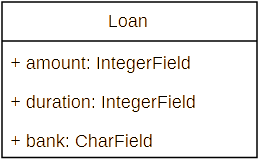 Loan
+ amount: IntegerField
+ duration: IntegerField
+ bank: CharField